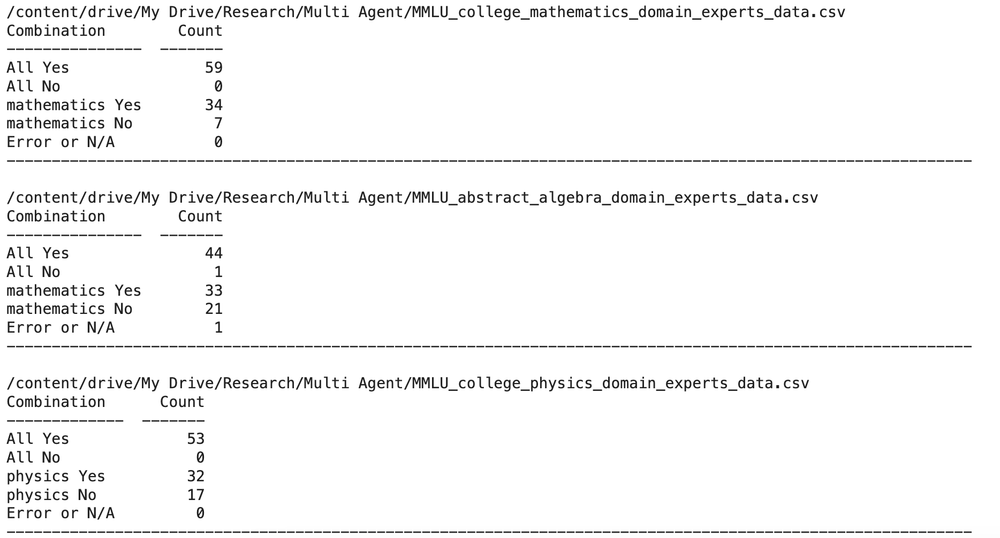 /content/drive/My Drive/Research/Multi Agent/MMLU_college_mathematics_domain_experts_data.csv
Combination        Count
---------------  -------
All Yes               59
All No                 0
mathematics Yes       34
mathematics No         7
Error or N/A           0
-----------------------------------------------------------------------------------------------------------

/content/drive/My Drive/Research/Multi Agent/MMLU_abstract_algebra_domain_experts_data.csv
Combination        Count
---------------  -------
All Yes               44
All No                 1
mathematics Yes       33
mathematics No        21
Error or N/A           1
-----------------------------------------------------------------------------------------------------------

/content/drive/My Drive/Research/Multi Agent/MMLU_college_physics_domain_experts_data.csv
Combination      Count
-------------  -------
All Yes             53
All No               0
physics Yes         32
physics No          17
Error or N/A         0
-----------------------------------------------------------------------------------------------------------